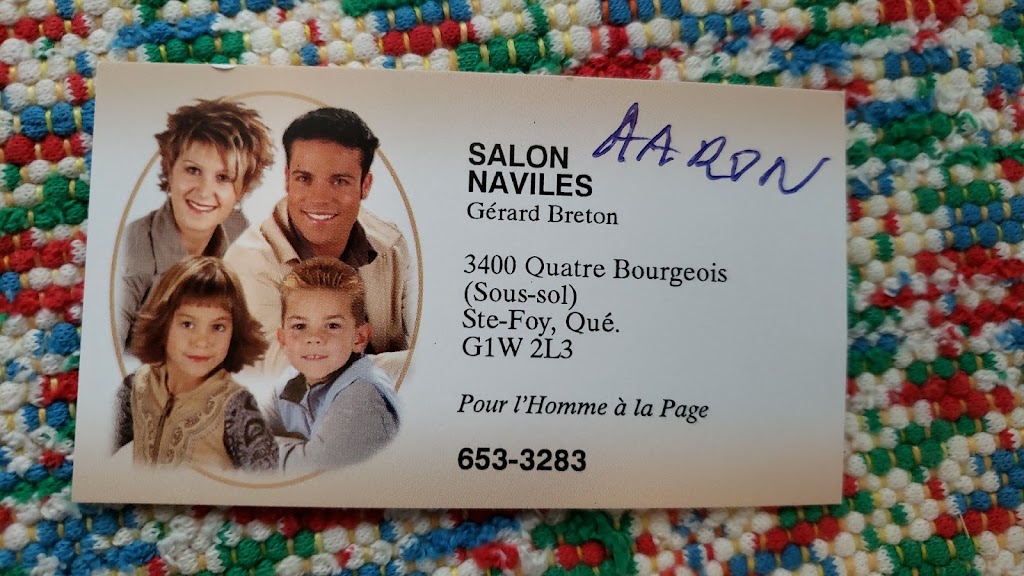 AARON
SALON
NAVILES
Gérard Breton
3400 Quatre Bourgeois
(Sous-sol)
Ste-Foy, Qué.
G1W 2L3
Pour l'Homme à la Page
653-3283